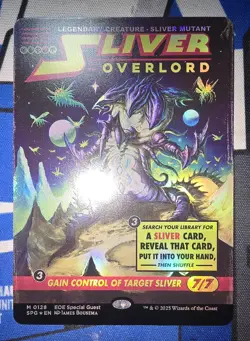 LEGENDARY CREATURE - SLIVER MUTANT
SLIVER
OVERLORD
SEARCH YOUR LIBRARY FOR
A SLIVER CARD,
REVEAL THAT CARD,
PUT IT INTO YOUR HAND,
THEN SHUFFLE
3
3
GAIN CONTROL OF TARGET SLIVER 7/7
M 0128 EOE Special Guest
SPG EN JAMES BOUSEMA
™ & © 2025 Wizards of the Coast